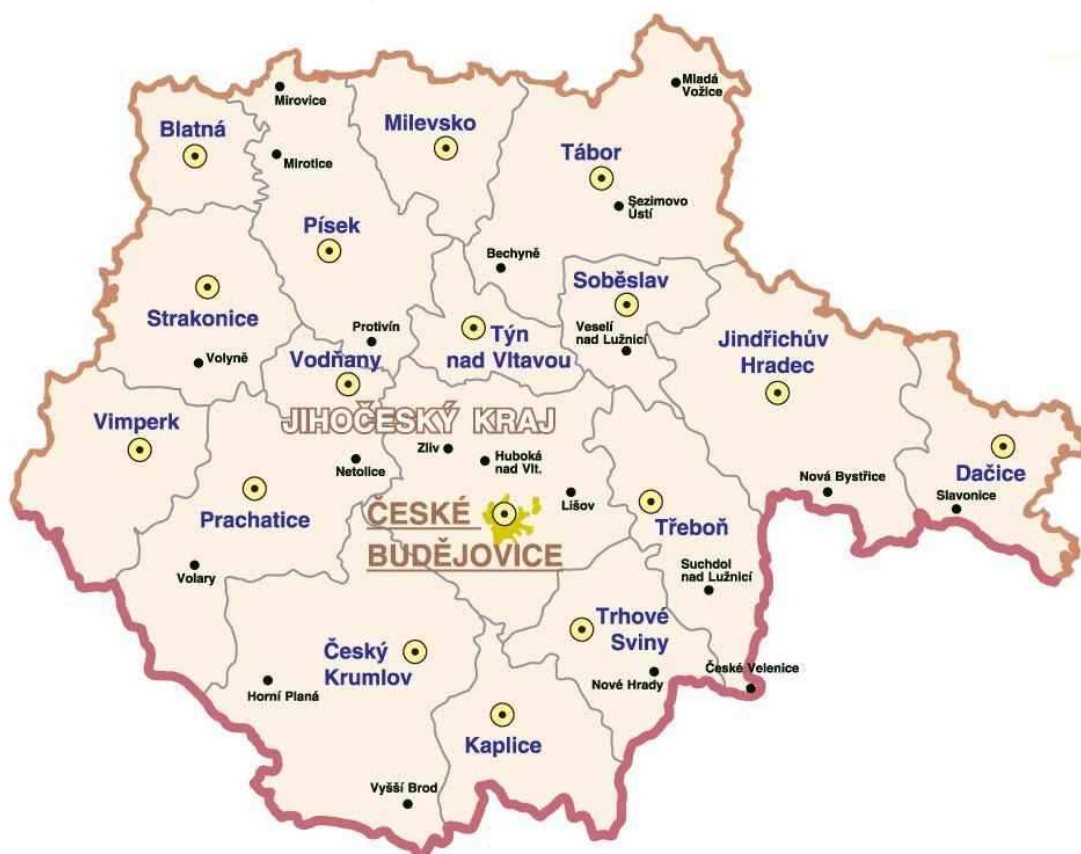 Mladá
Vožice
Mirovice
Blatná
Milevsko
Mirotice
Tábor
Sezimovo
Ústí
Písek
Bechyně
Soběslav
Strakonice
Protivín
Týn
nad Vltavou
Veselí
nad Lužnicí
Jindřichův
Hradec
Volyně
Vodňany
Vimperk
JIHOČESKÝ KRAJ
Zliv
Huboká
nad Vlt.
Netolice
Dačice
Nová Bystřice
Slavonice
Prachatice
ČESKÉ
BUDĚJOVICE
Lišov
Třeboň
Volary
Suchdol
nad Lužnicí
Trhové
Sviny
Český
Krumlov
České Velenice
Horní Planá
Nové Hrady
Kaplice
Vyšší Brod